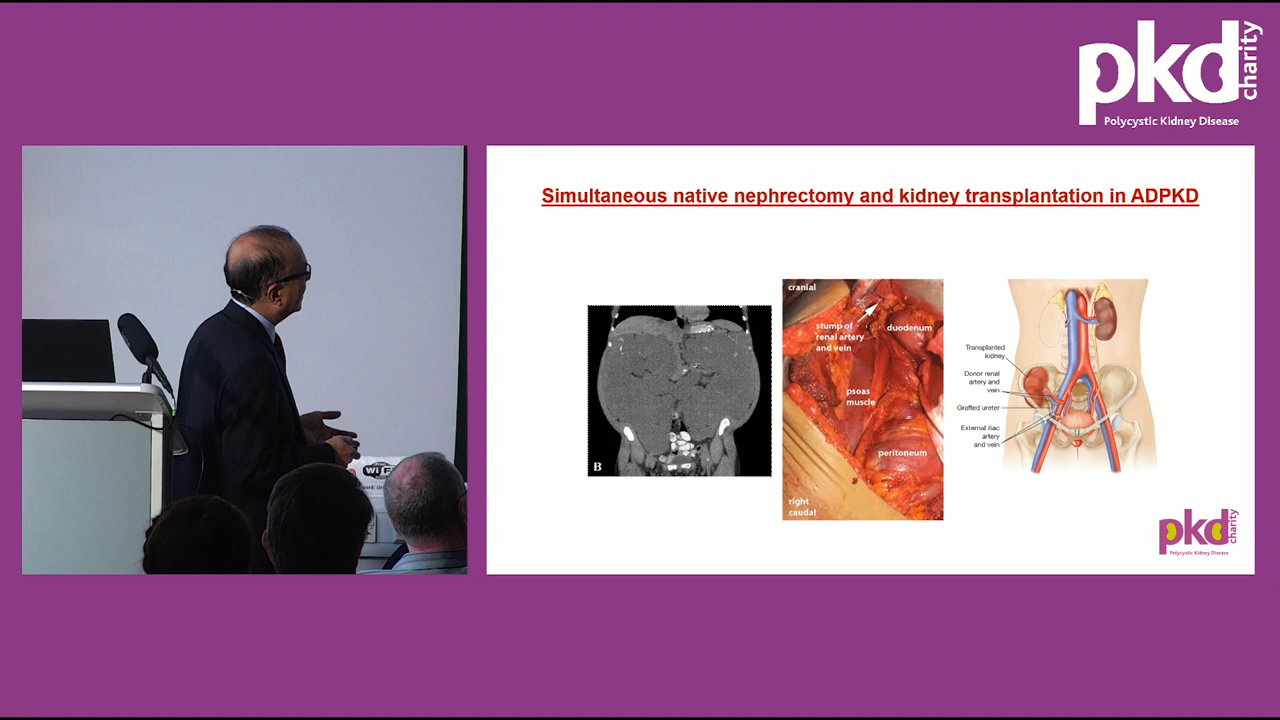 pkd
charity
Polycystic Kidney Disease
Simultaneous native nephrectomy and kidney transplantation in ADPKD
B
cranial
stump of
renal artery
and vein
duodenum
psoas
muscle
peritoneum
right
caudal
Transplanted
kidney
Donor renal
artery and
vein
Grafted ureter
External iliac
artery
and vein
WiFi
pkd
charity
Polycystic Kidney Disease